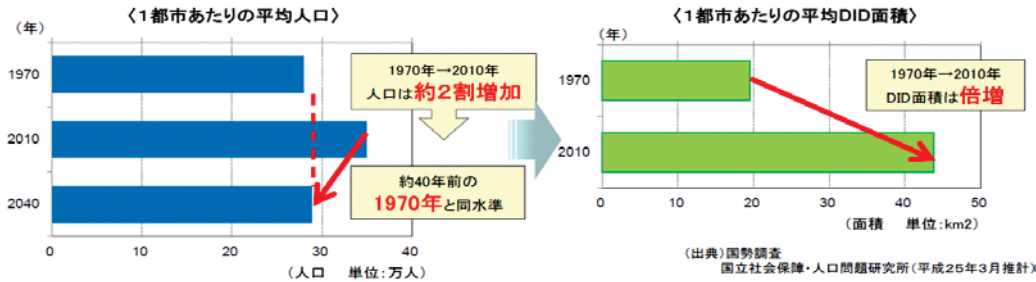 〈１都市あたりの平均人口〉
(年)
1970
2010
2040
0
10
20
30
40
(人口　単位:万人)
1970年→2010年
人口は約２割増加
約40年前の
1970年と同水準
〈１都市あたりの平均DID面積〉
(年)
1970
2010
0
10
20
30
40
50
(面積　単位:km2)
1970年→2010年
DID面積は倍増
(出典)国勢調査
国立社会保障・人口問題研究所(平成25年3月推計)